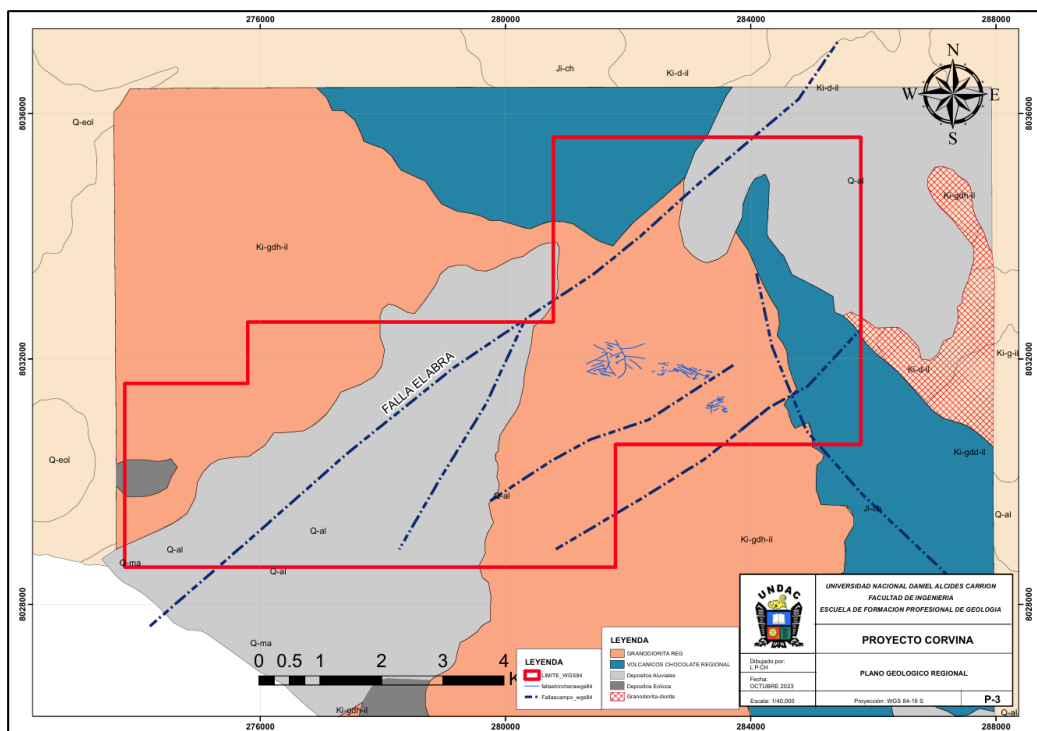 276000 280000 284000 288000
Ji-ch
Ki-d-il
Ki-d-il
N
W E
S
8036000
8036000
Q-eol
Q-al
Ki-gdh-il
Ki-gdh-il
FALLA EL ABRA
8032000
8032000
Ki-g-il
Ki-d-il
Q-eol
Ki-gdd-il
Q-al
Q-al
Ji-ch
Q-al
Q-al
Ki-gdh-il
Q-ma
Q-al
8028000
8028000
Q-ma
0 0.5 1 2 3 4
K
Ki-gdh-il
Q-al
LEYENDA
LIMITE_WGS84
fallastrincherawgs84
Fallascampo_wgs84
LEYENDA
GRANODIORITA REG
VOLCANICOS CHOCOLATE REGIONAL
Depositos Aluviales
Depositos Eolicos
Granodiorita-diorita
UNDAC
UNIVERSIDAD NACIONAL DANIEL ALCIDES CARRION
FACULTAD DE INGENIERIA
ESCUELA DE FORMACION PROFESIONAL DE GEOLOGIA
PROYECTO CORVINA
Dibujado por:
L.P.CH
Fecha:
OCTUBRE 2023
PLANO GEOLOGICO REGIONAL
Escala: 1/40,000
Proyección: WGS 84-19 S
P-3
276000 280000 284000 288000